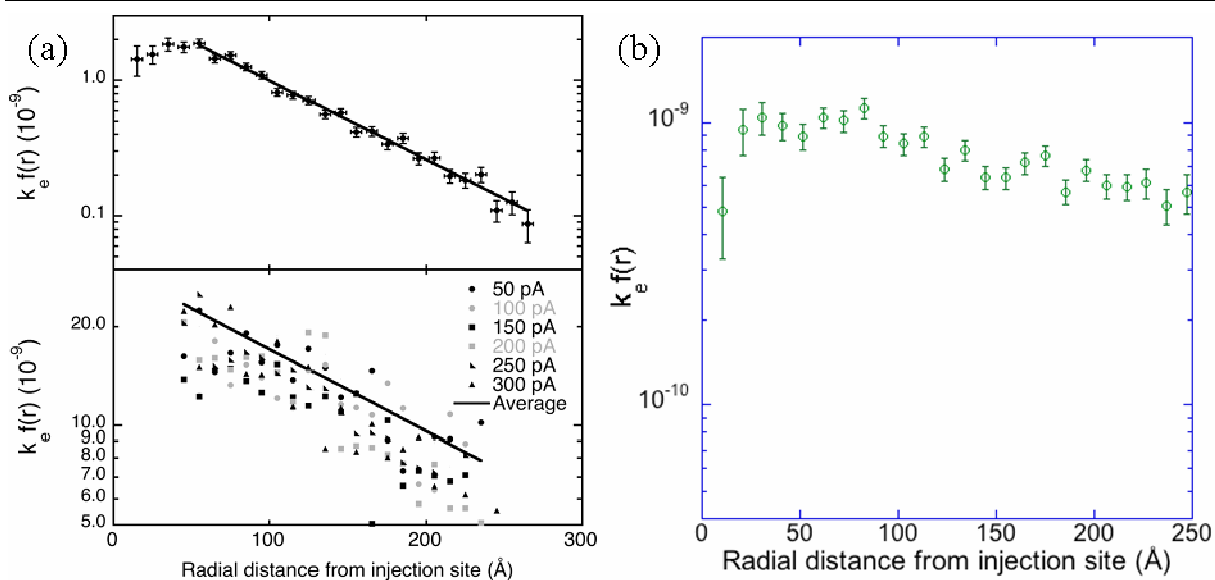 (a)
k_e f(r) (10^-9)
1.0
0.1
k_e f(r) (10^-9)
20.0
10.0
9.0
8.0
7.0
6.0
5.0
50 pA
100 pA
150 pA
200 pA
250 pA
300 pA
Average
0 100 200 300
Radial distance from injection site (Å)
(b)
k_e f(r)
10^-9
10^-10
0 50 100 150 200 250
Radial distance from injection site (Å)